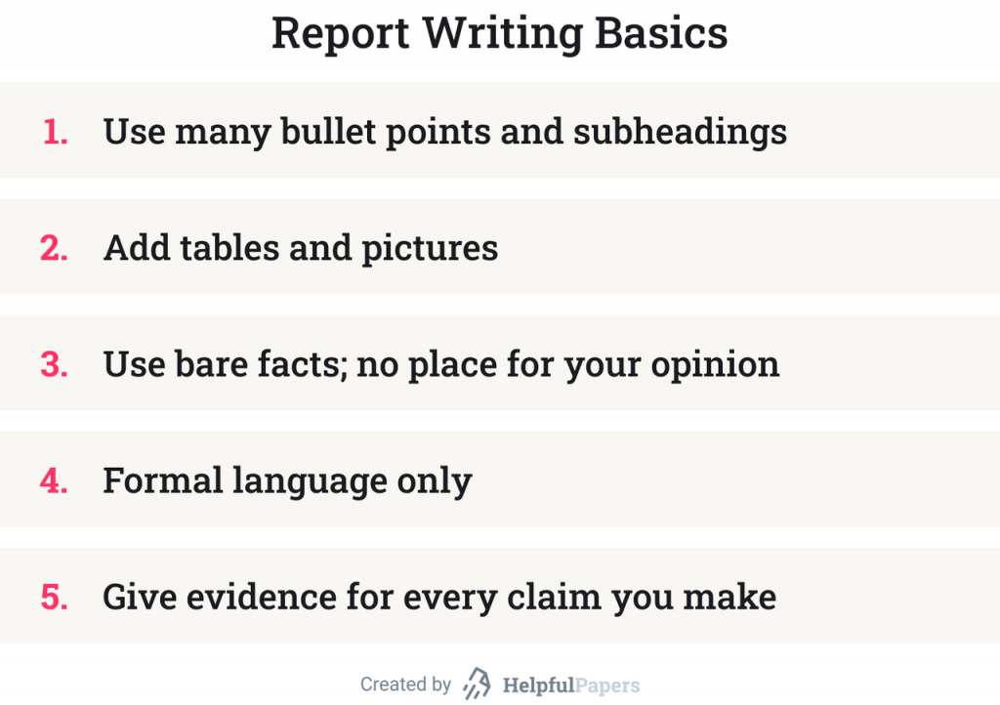 Report Writing Basics
1. Use many bullet points and subheadings
2. Add tables and pictures
3. Use bare facts; no place for your opinion
4. Formal language only
5. Give evidence for every claim you make
Created by HelpfulPapers